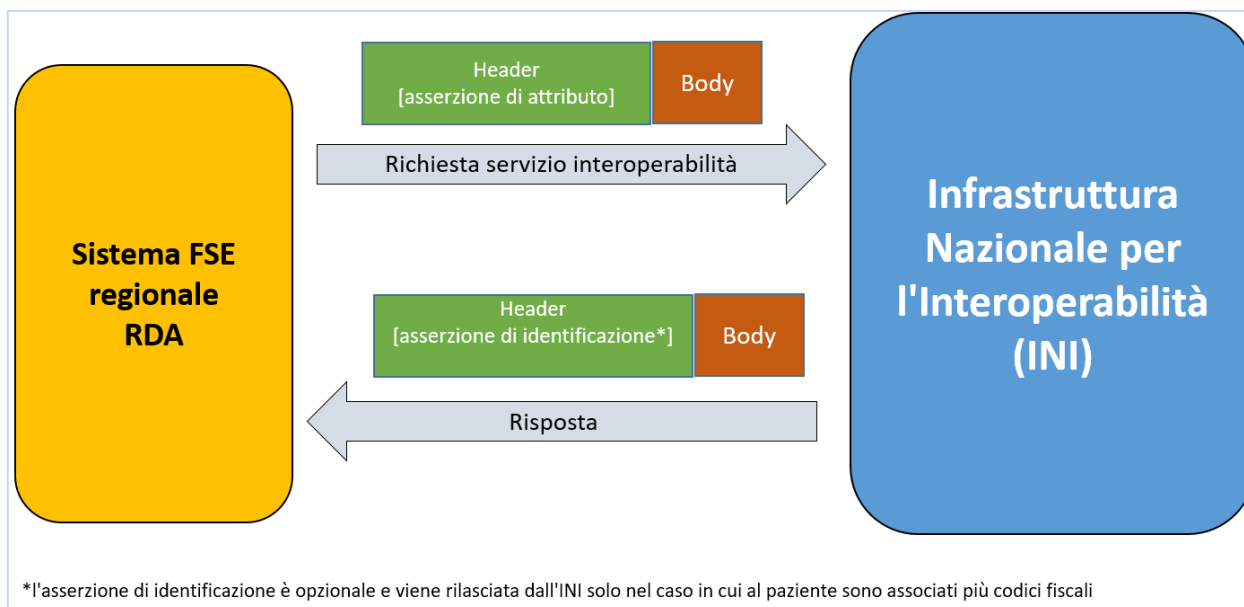 Header
[asserzione di attributo]
Body
Richiesta servizio interoperabilità
Sistema FSE
regionale
RDA
Infrastruttura
Nazionale per
l'Interoperabilità
(INI)
Header
[asserzione di identificazione*]
Body
Risposta
*l'asserzione di identificazione è opzionale e viene rilasciata dall'INI solo nel caso in cui al paziente sono associati più codici fiscali